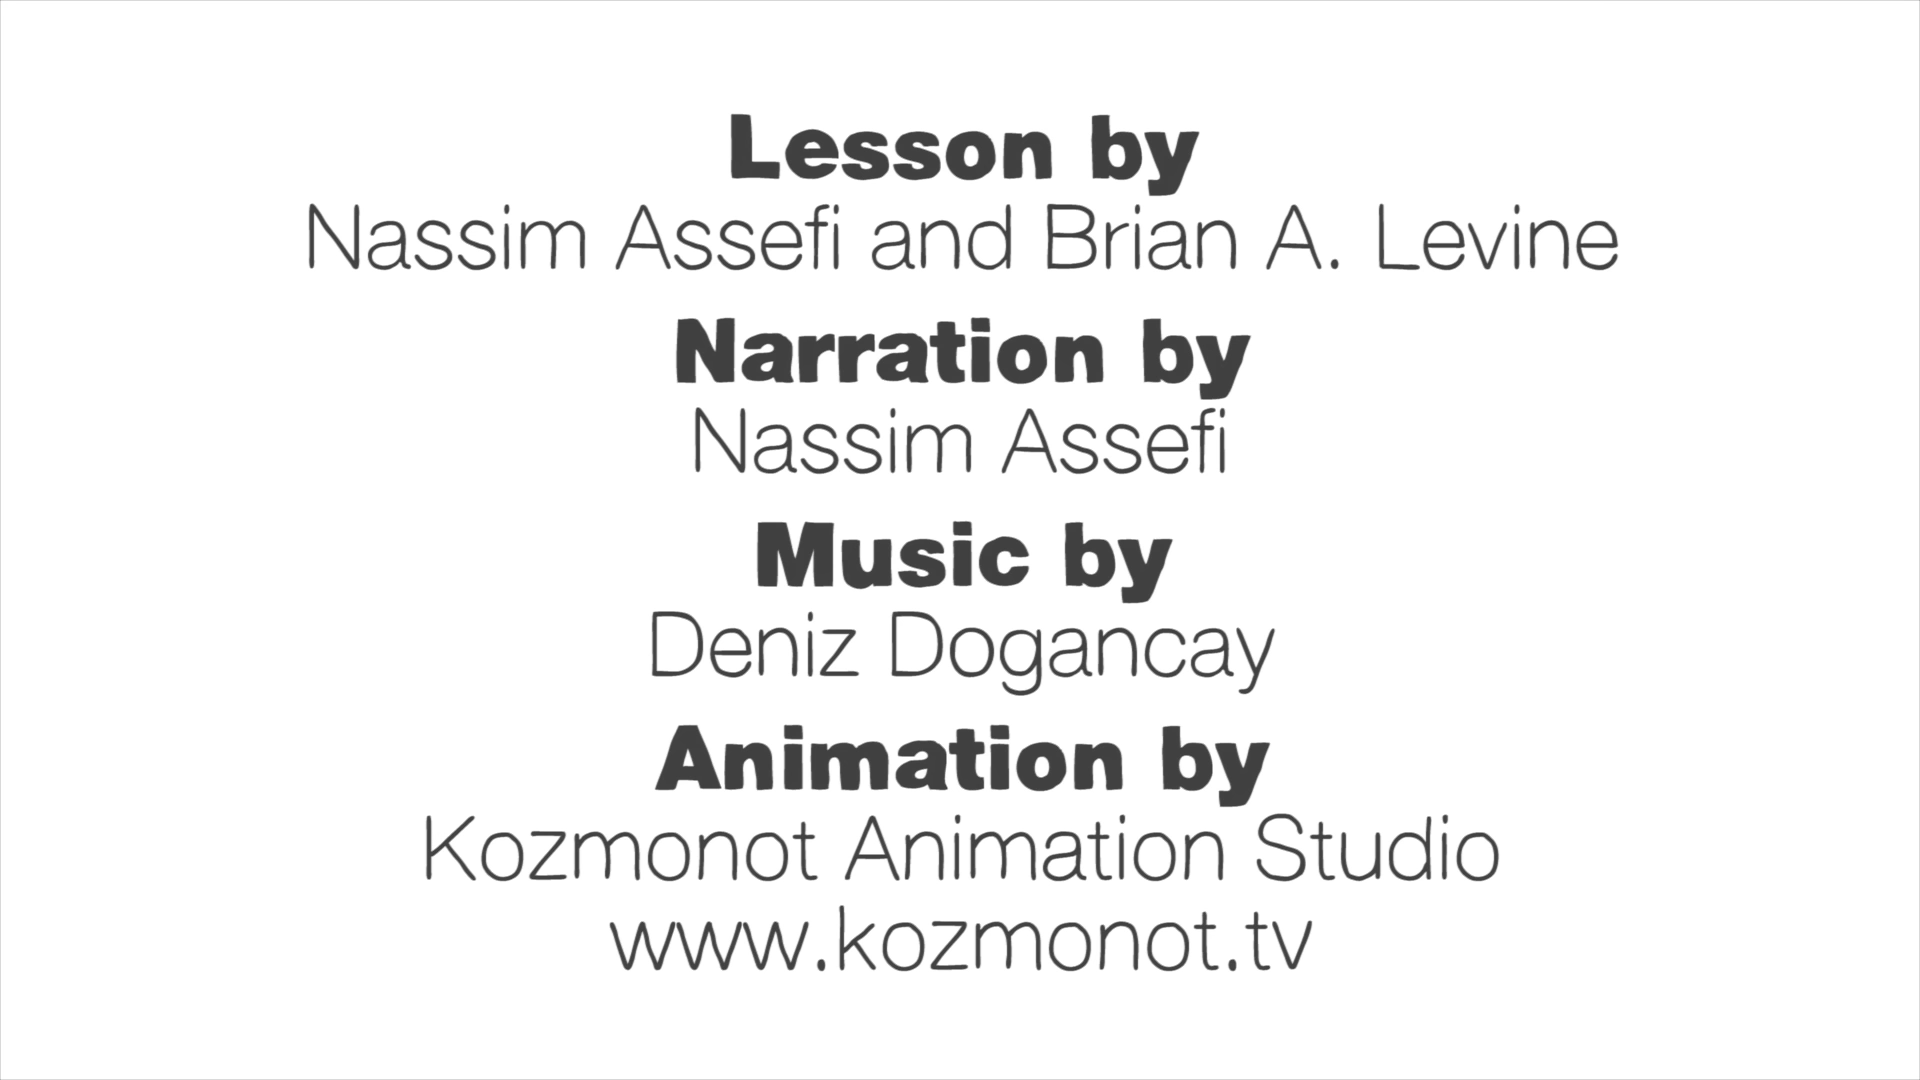 Lesson by
Nassim Assefi and Brian A. Levine
Narration by
Nassim Assefi
Music by
Deniz Dogancay
Animation by
Kozmonot Animation Studio
www.kozmonot.tv